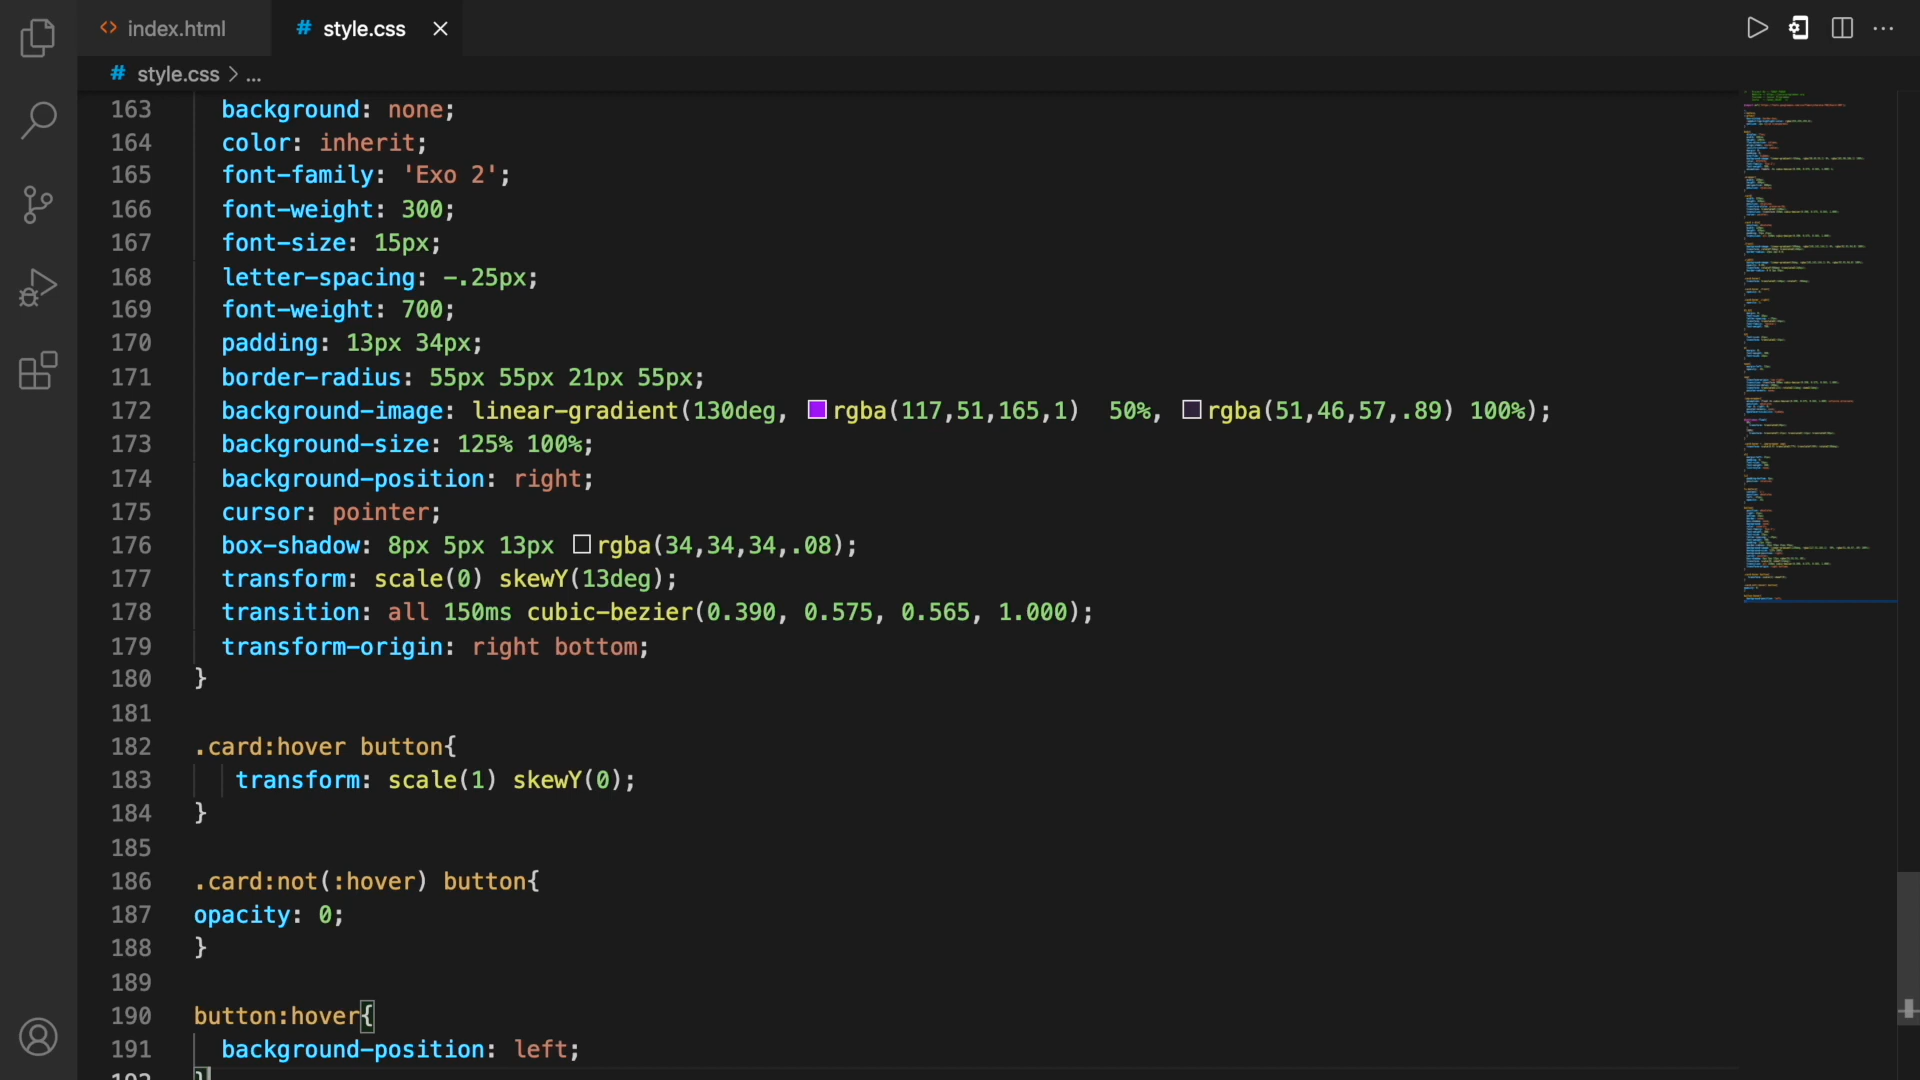 index.html
style.css
style.css > ...
163 background: none;
164 color: inherit;
165 font-family: 'Exo 2';
166 font-weight: 300;
167 font-size: 15px;
168 letter-spacing: -.25px;
169 font-weight: 700;
170 padding: 13px 34px;
171 border-radius: 55px 55px 21px 55px;
172 background-image: linear-gradient(130deg, rgba(117,51,165,1)  50%, rgba(51,46,57,.89) 100%);
173 background-size: 125% 100%;
174 background-position: right;
175 cursor: pointer;
176 box-shadow: 8px 5px 13px rgba(34,34,34,.08);
177 transform: scale(0) skewY(13deg);
178 transition: all 150ms cubic-bezier(0.390, 0.575, 0.565, 1.000);
179 transform-origin: right bottom;
180 }
181
182 .card:hover button{
183 transform: scale(1) skewY(0);
184 }
185
186 .card:not(:hover) button{
187 opacity: 0;
188 }
189
190 button:hover{
191 background-position: left;
192 }